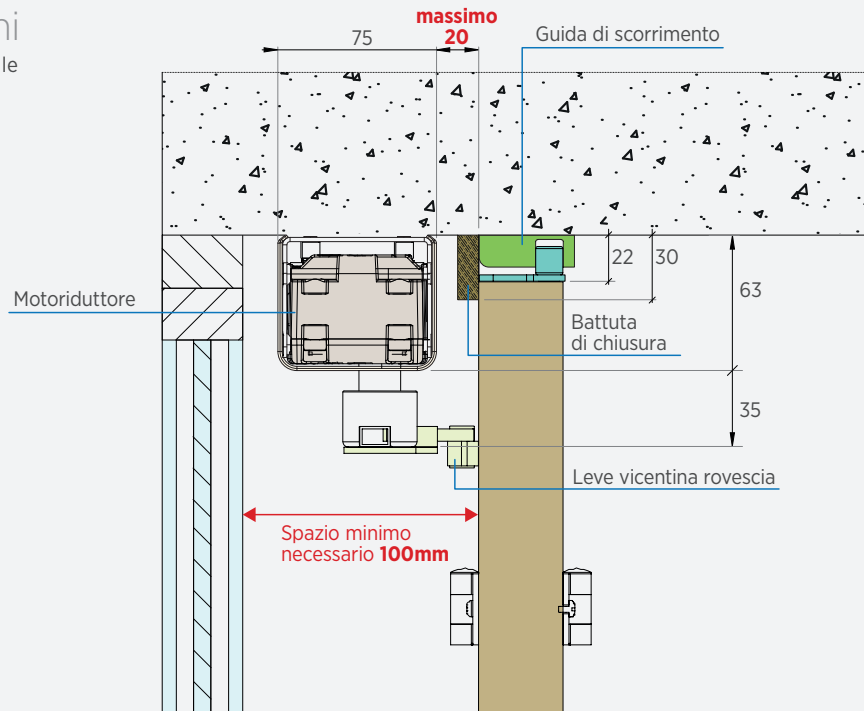 ni
le
massimo
75
20
Guida di scorrimento
22
30
63
Motoriduttore
Battuta
di chiusura
35
Leve vicentina rovescia
Spazio minimo
necessario 100mm